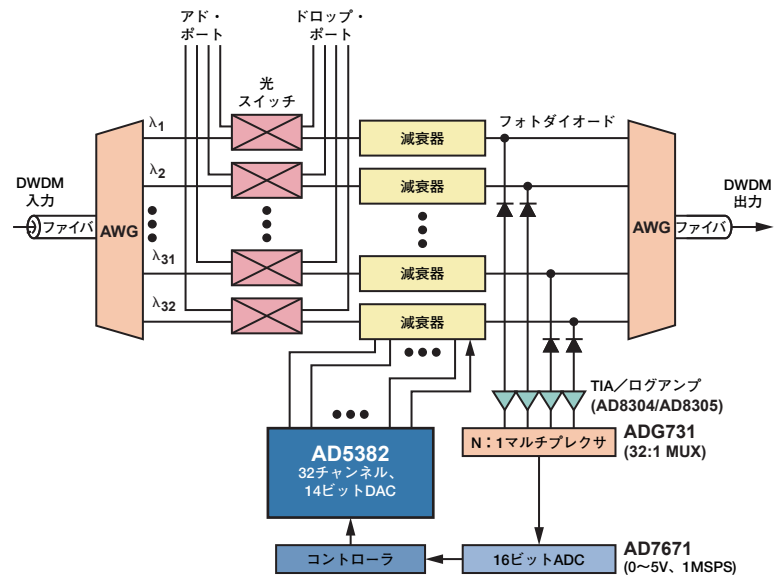 アド・
ポート
ドロップ・
ポート
光
スイッチ
フォトダイオード
λ1
減衰器
λ2
減衰器
DWDM
入力
ファイバ
AWG
AWG
ファイバ
DWDM
出力
λ31
減衰器
λ32
減衰器
TIA/ログアンプ
(AD8304/AD8305)
N:1マルチプレクサ
ADG731
(32:1 MUX)
AD5382
32チャンネル、
14ビットDAC
コントローラ
16ビットADC
AD7671
(0~5V、1MSPS)